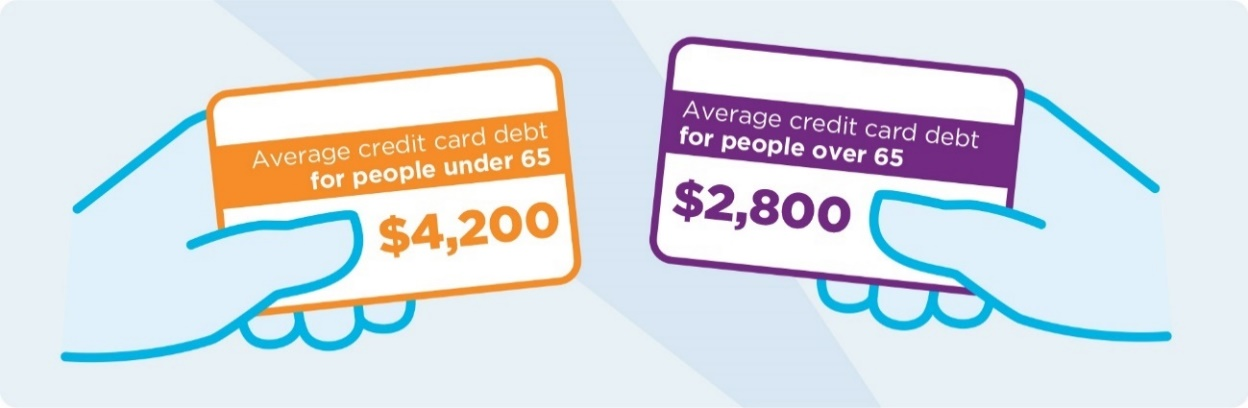 Average credit card debt
for people under 65
$4,200
Average credit card debt
for people over 65
$2,800